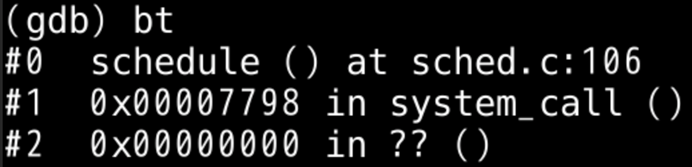 (gdb) bt
#0  schedule () at sched.c:106
#1  0x00007798 in system_call ()
#2  0x00000000 in ?? ()